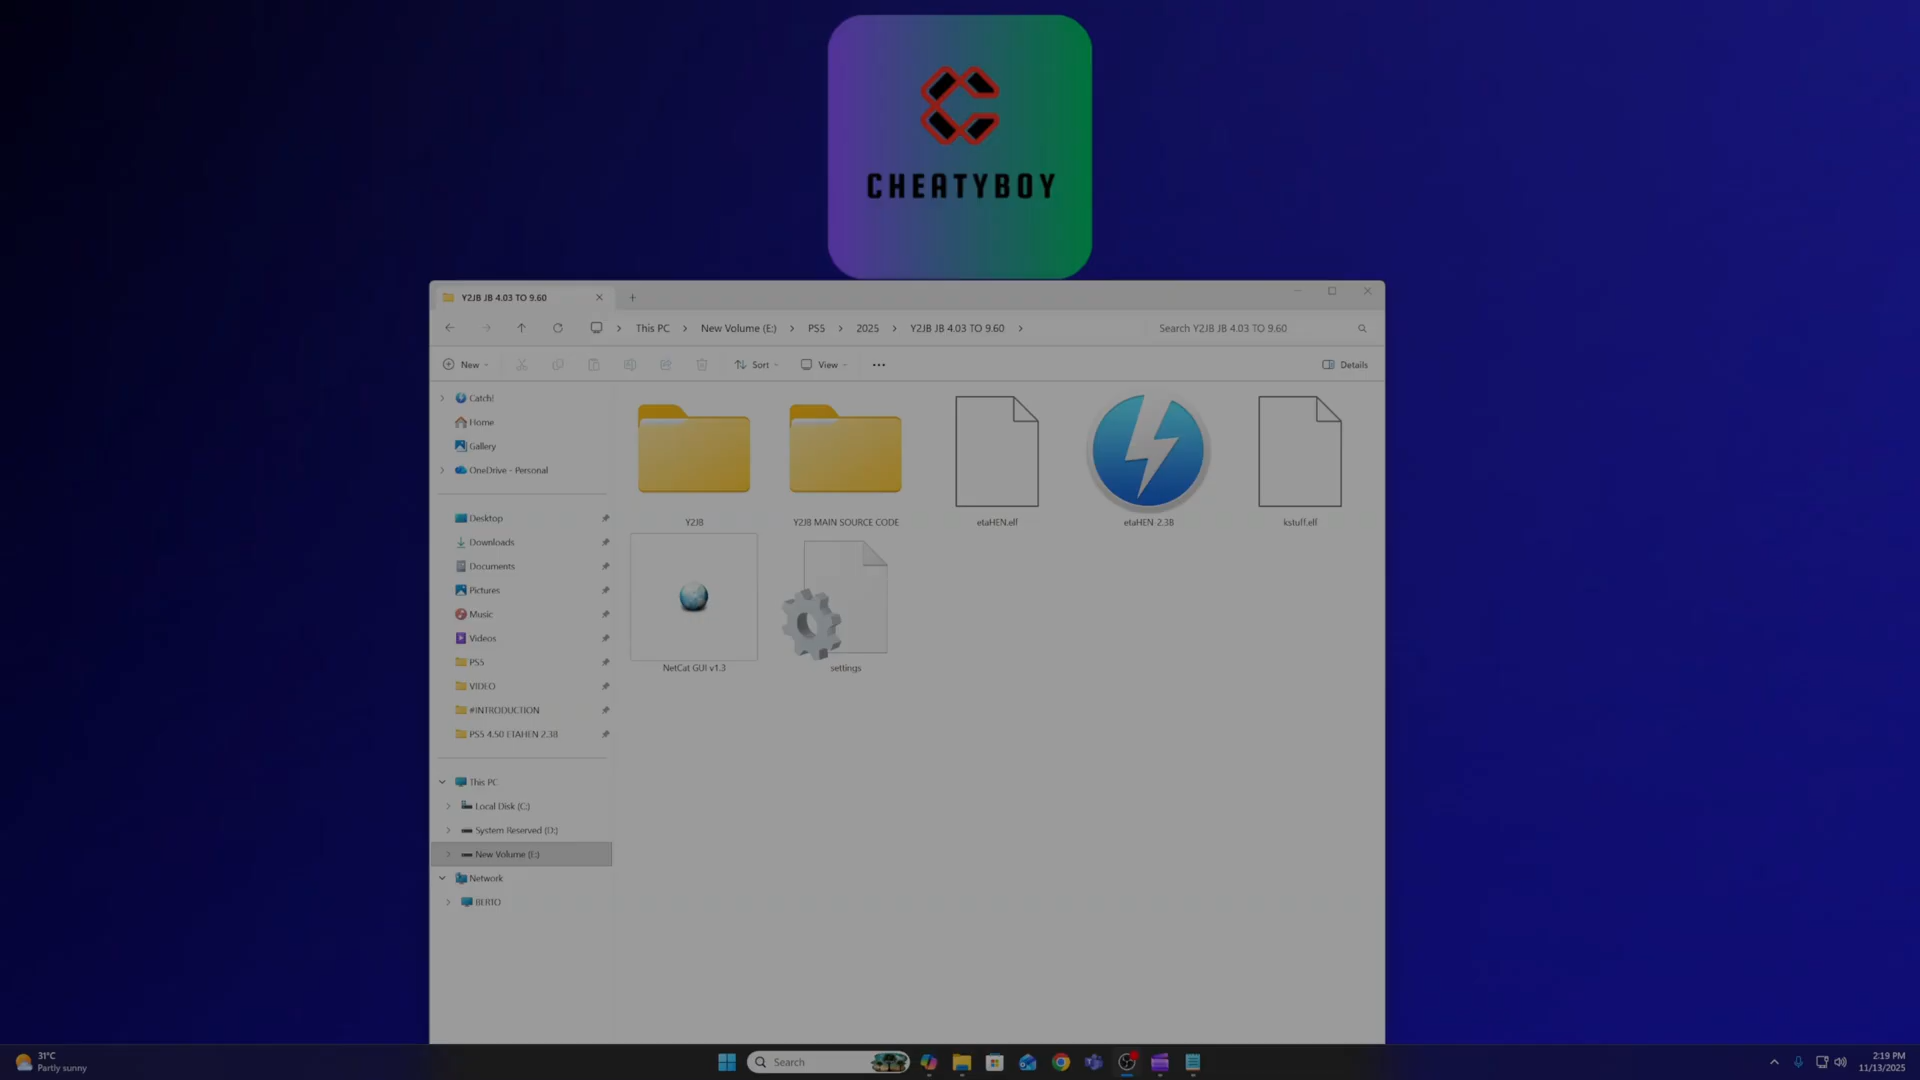 CHEATYBOY
Y2JB JB 4.03 TO 9.60
This PC
New Volume (E:)
PS5
2025
Y2JB JB 4.03 TO 9.60
Search Y2JB JB 4.03 TO 9.60
New
Sort
View
Details
Catch!
Home
Gallery
OneDrive - Personal
Desktop
Downloads
Documents
Pictures
Music
Videos
PS5
VIDEO
#INTRODUCTION
PS5 4.50 ETAHEN 2.3B
This PC
Local Disk (C:)
System Reserved (D:)
New Volume (E:)
Network
BERTO
Y2JB
Y2JB MAIN SOURCE CODE
etaHEN.elf
etaHEN-2.3B
kstuff.elf
NetCat GUI v1.3
settings
31°C
Partly sunny
Search
2:19 PM
11/13/2025